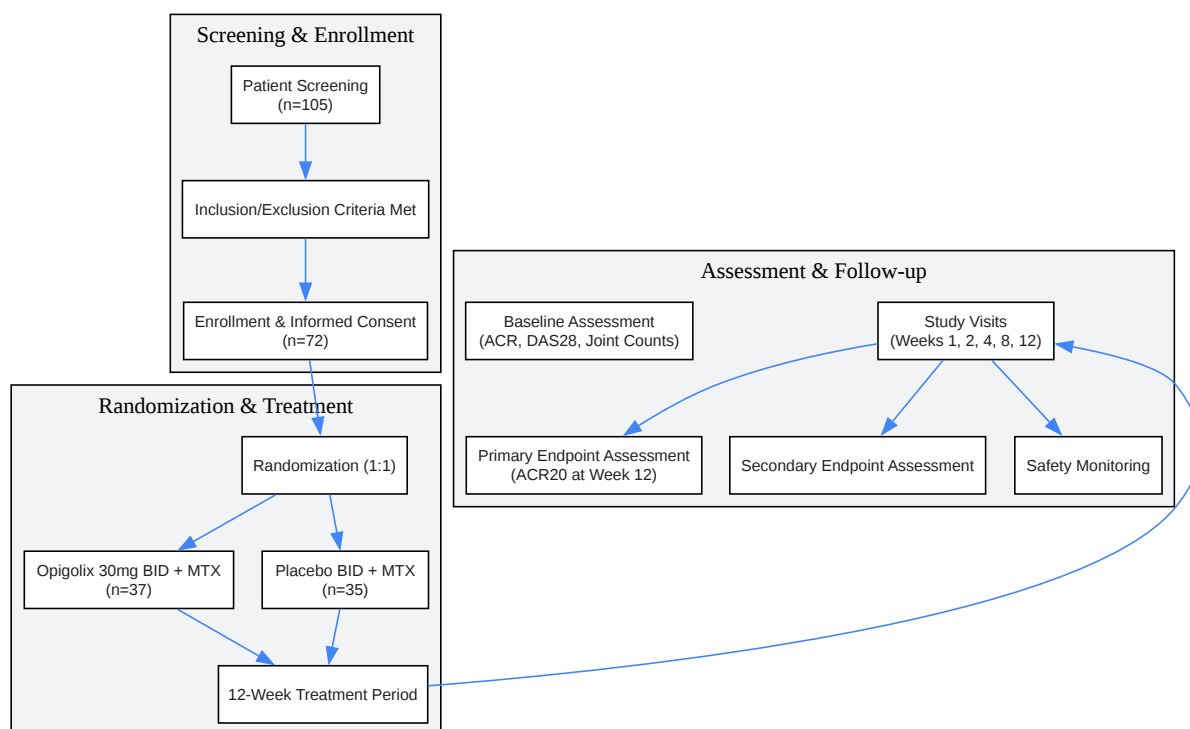 Screening & Enrollment
Patient Screening
(n=105)
Inclusion/Exclusion Criteria Met
Enrollment & Informed Consent
(n=72)
Randomization & Treatment
Randomization (1:1)
Opigolix 30mg BID + MTX
(n=37)
Placebo BID + MTX
(n=35)
12-Week Treatment Period
Assessment & Follow-up
Baseline Assessment
(ACR, DAS28, Joint Counts)
Study Visits
(Weeks 1, 2, 4, 8, 12)
Primary Endpoint Assessment
(ACR20 at Week 12)
Secondary Endpoint Assessment
Safety Monitoring